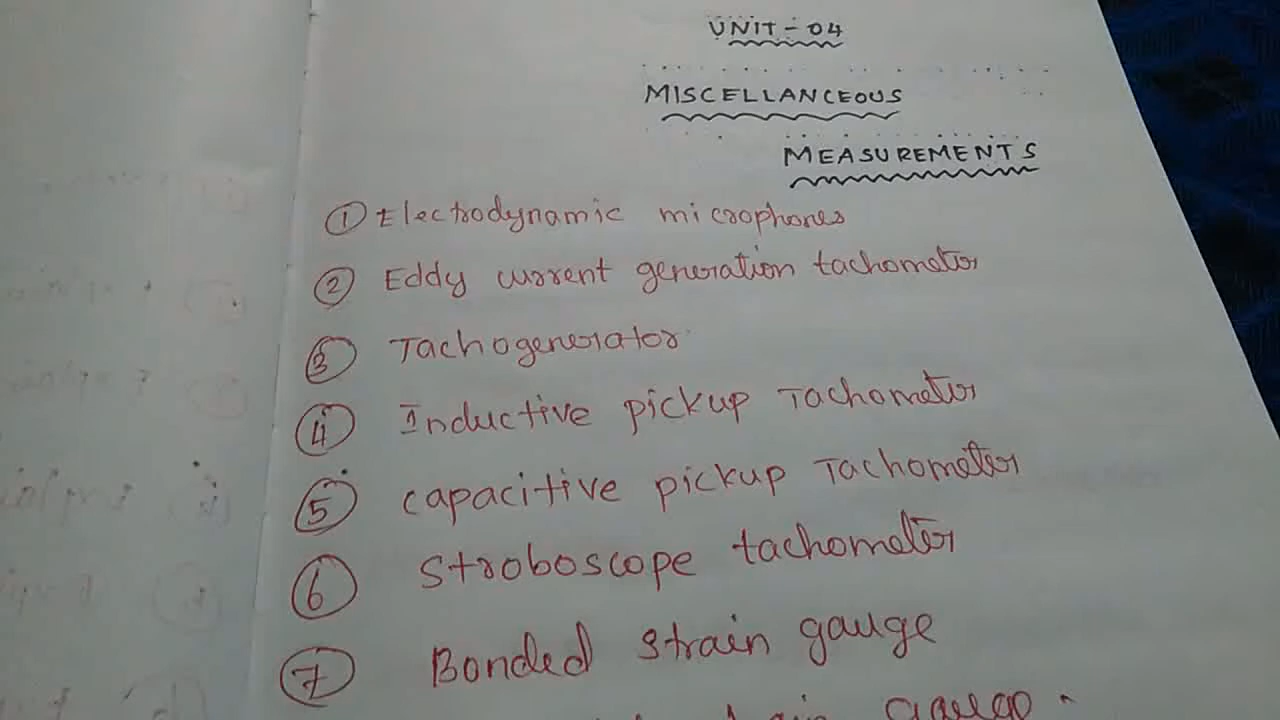 UNIT - 04
MISCELLANCEOUS
MEASUREMENTS
① Electrodynamic microphones
② Eddy current generation tachometer
③ Tachogenerator
④ Inductive pickup Tachometer
⑤ Capacitive pickup Tachometer
⑥ Stroboscope tachometer
⑦ Bonded strain gauge
gauge